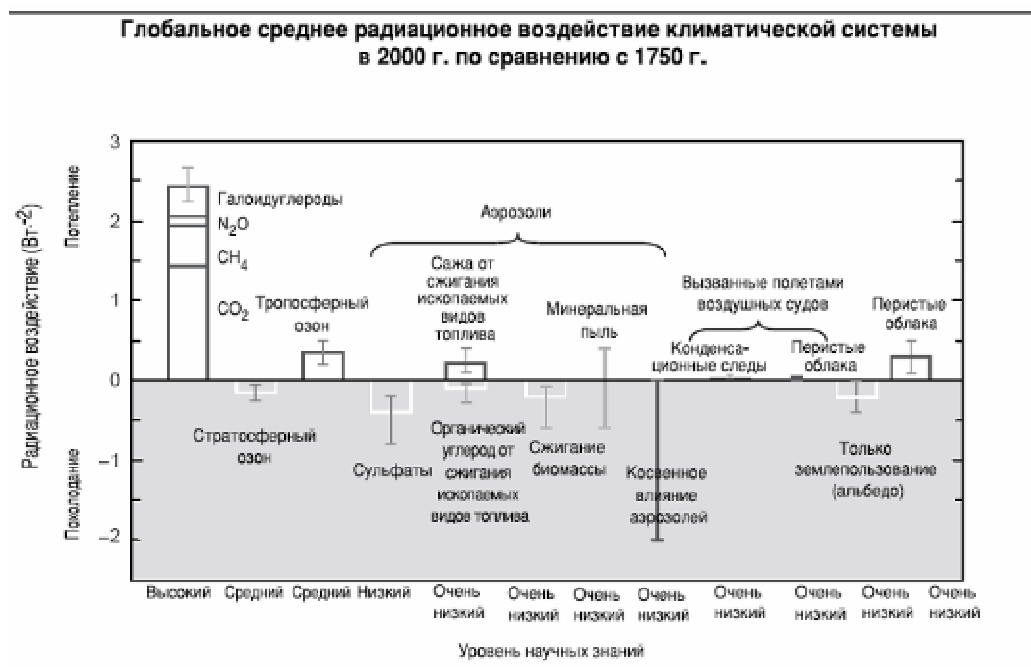 Глобальное среднее радиационное воздействие климатической системы
в 2000 г. по сравнению с 1750 г.
Радиационное воздействие (Вт-2)
Потепление
Похолодание
3
2
1
0
−1
−2
Галоидуглероды
N2O
CH4
CO2
Тропосферный
озон
Стратосферный
озон
Аэрозоли
Сульфаты
Сажа от
сжигания
ископаемых
видов
топлива
Органический
углерод от
сжигания
ископаемых
видов топлива
Сжигание
биомассы
Минеральная
пыль
Косвенное
влияние
аэрозолей
Вызванные полетами
воздушных судов
Конденса-
ционные следы
Перистые
облака
Только
землепользование
(альбедо)
Перистые
облака
Высокий
Средний
Средний
Низкий
Очень
низкий
Очень
низкий
Очень
низкий
Очень
низкий
Очень
низкий
Очень
низкий
Очень
низкий
Очень
низкий
Уровень научных знаний